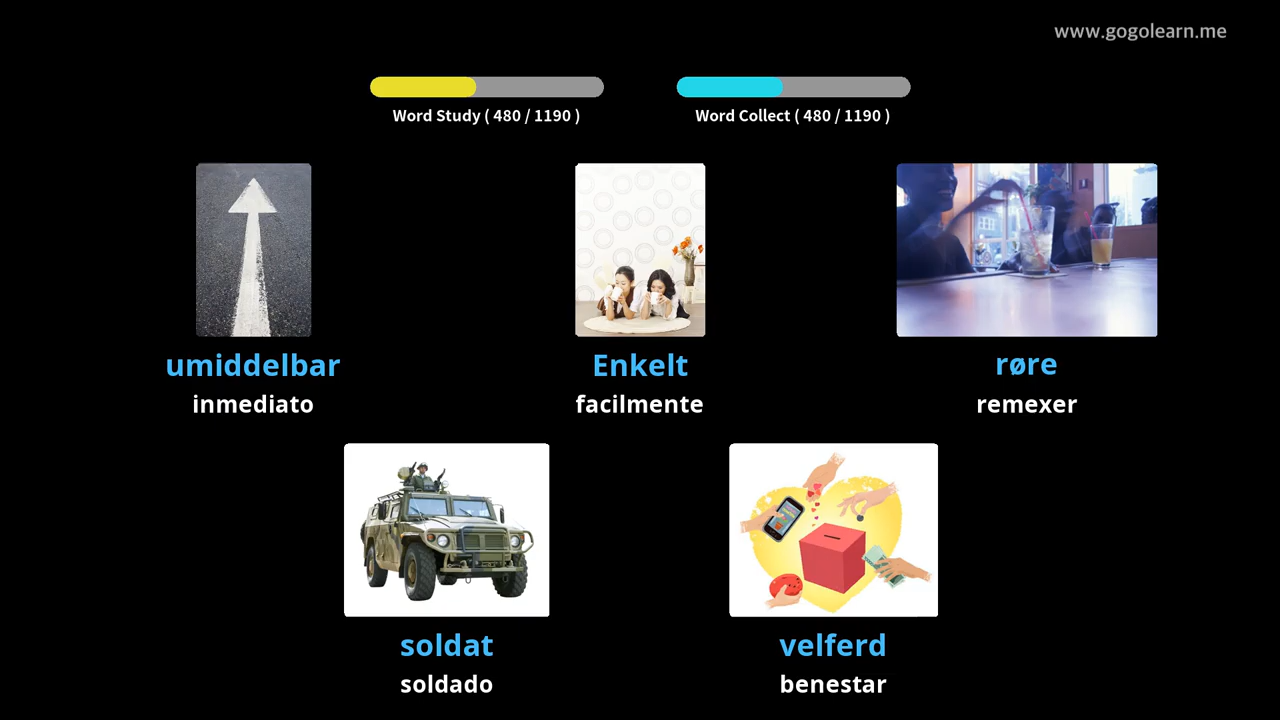 www.gogolearn.me
Word Study ( 480 / 1190 )
Word Collect ( 480 / 1190 )
umiddelbar
inmediato
Enkelt
facilmente
røre
remexer
soldat
soldado
velferd
benestar